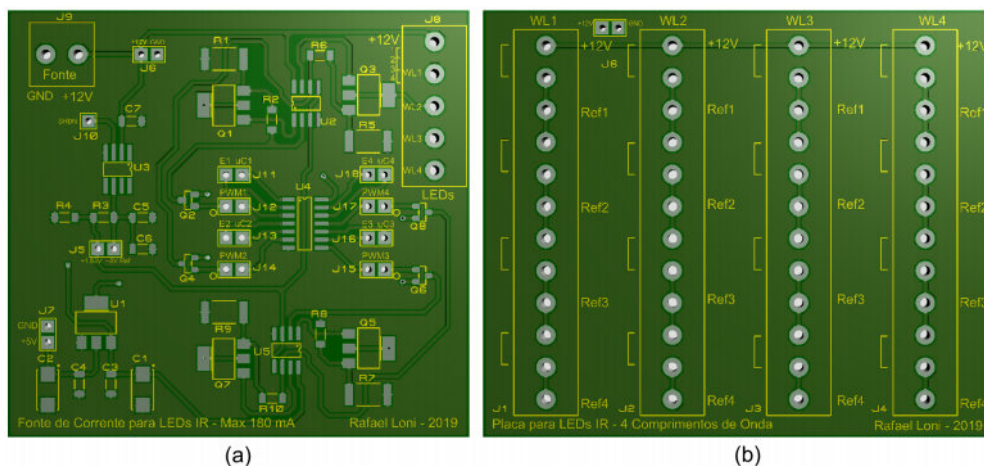 J9
Fonte
GND +12V
+12V GND
J6
R1
R6
J8
+12V
WL1
WL2
WL3
WL4
LEDs
Q3
Q1
R2
U2
R5
C7
J10
U3
E1 uC1
J11
E4 uC4
J18
U4
PWM1
J12
PWM4
J17
Q2
Q8
E2 uC2
J13
E3 uC3
J16
PWM2
J14
PWM3
J15
Q4
Q6
R4
R3
C5
C6
J5
U1
J7
GND
+5V
C2
C4
C3
C1
R9
U5
R8
Q5
Q7
R7
R10
Fonte de Corrente para LEDs IR - Max 180 mA
Rafael Loni - 2019
(a)
WL1
WL2
WL3
WL4
+12V GND
J6
+12V
+12V
+12V
+12V
Ref1
Ref1
Ref1
Ref1
Ref2
Ref2
Ref2
Ref2
Ref3
Ref3
Ref3
Ref3
J1
Ref4
J2
Ref4
J3
Ref4
J4
Ref4
Placa para LEDs IR - 4 Comprimentos de Onda
Rafael Loni - 2019
(b)